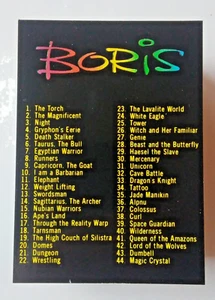 BORIS
1. The Torch
2. The Magnificent
3. Night
4. Gryphon's Eerie
5. Death Stalker
6. Taurus, The Bull
7. Egyptian Warrior
8. Runners
9. Capricorn, The Goat
10. I am a Barbarian
11. Elephant
12. Weight Lifting
13. Swordsman
14. Sagittarius, The Archer
15. Nubian Warriors
16. Ape's Land
17. Through the Reality Warp
18. Tarnsman
19. The High Couch of Silistra
20. Domes
21. Dungeon
22. Wrestling
23. The Lavalite World
24. White Eagle
25. Tower
26. Witch and Her Familiar
27. Genie
28. Beast and the Butterfly
29. Haesel the Slave
30. Mercenary
31. Unicorn
32. Cave Battle
33. Dragon's Knight
34. Tattoo
35. Jade Manikin
36. Alpnu
37. Colossus
38. Curl
39. Space Guardian
40. Wilderness
41. Queen of the Amazons
42. Lord of the Wolves
43. Dumbell
44. Magic Crystal